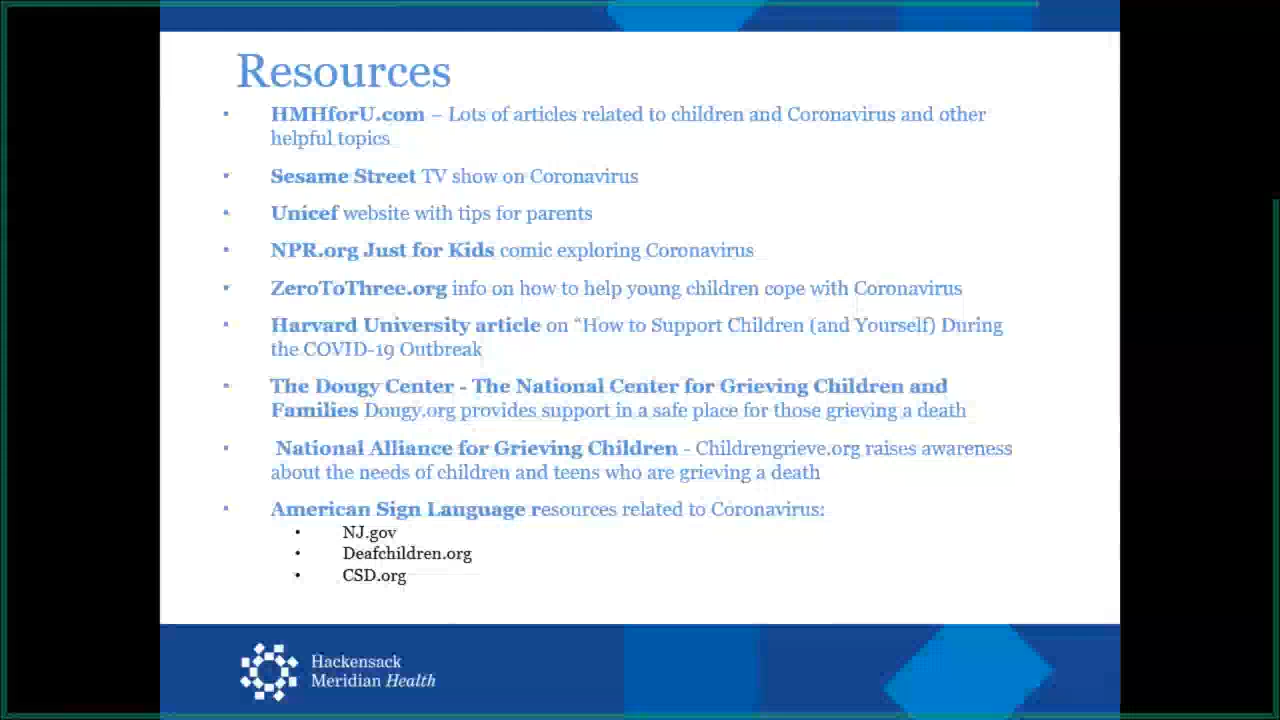 Resources
• HMHforU.com – Lots of articles related to children and Coronavirus and other
helpful topics
• Sesame Street TV show on Coronavirus
• Unicef website with tips for parents
• NPR.org Just for Kids comic exploring Coronavirus
• ZeroToThree.org info on how to help young children cope with Coronavirus
• Harvard University article on “How to Support Children (and Yourself) During
the COVID-19 Outbreak
• The Dougy Center - The National Center for Grieving Children and
Families Dougy.org provides support in a safe place for those grieving a death
• National Alliance for Grieving Children - Childrengrieve.org raises awareness
about the needs of children and teens who are grieving a death
• American Sign Language resources related to Coronavirus:
• NJ.gov
• Deafchildren.org
• CSD.org
Hackensack
Meridian Health